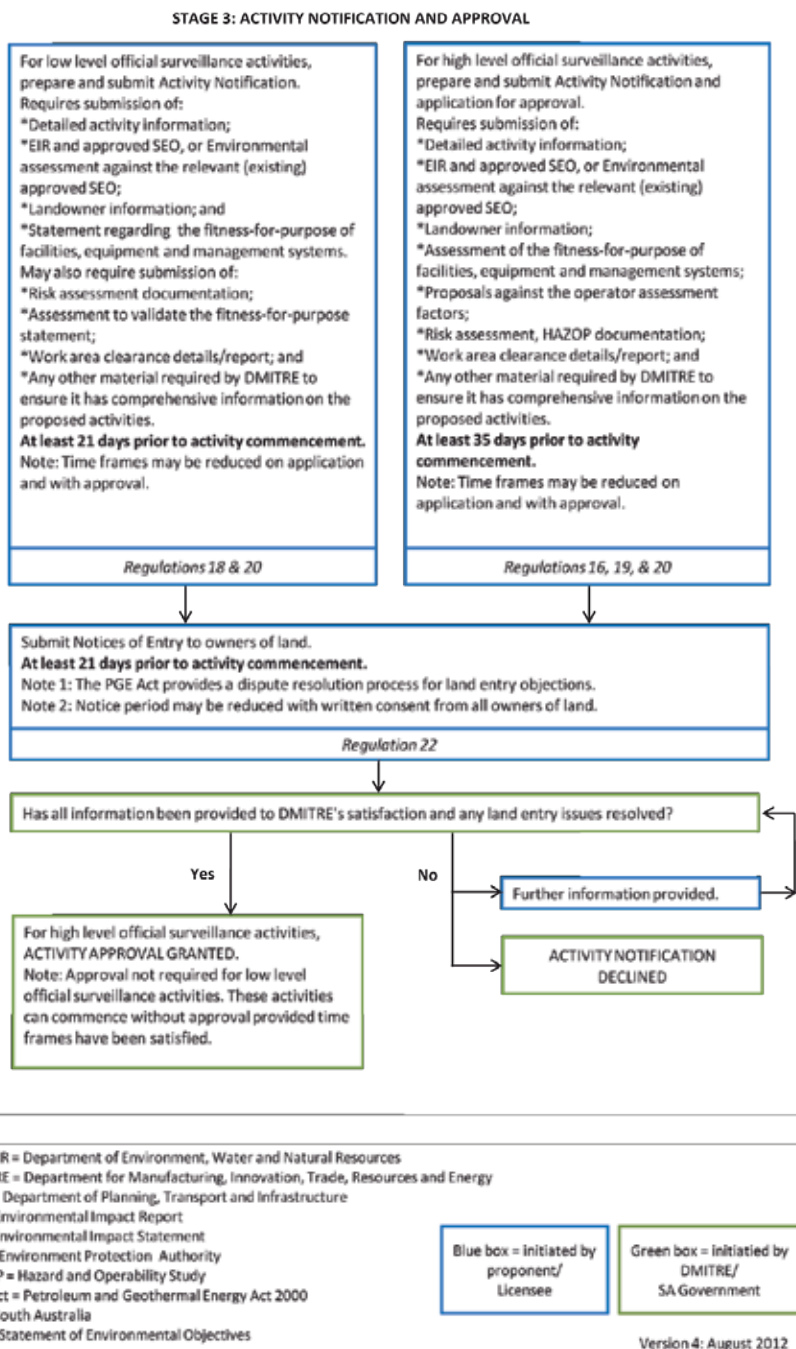 STAGE 3: ACTIVITY NOTIFICATION AND APPROVAL
For low level official surveillance activities,
prepare and submit Activity Notification.
Requires submission of:
*Detailed activity information;
*EIR and approved SEO, or Environmental
assessment against the relevant (existing)
approved SEO;
*Landowner information; and
*Statement regarding the fitness-for-purpose of
facilities, equipment and management systems.
May also require submission of:
*Risk assessment documentation;
*Assessment to validate the fitness-for-purpose
statement;
*Work area clearance details/report; and
*Any other material required by DMITRE to
ensure it has comprehensive information on the
proposed activities.
At least 21 days prior to activity commencement.
Note: Time frames may be reduced on application
and with approval.
Regulations 18 & 20
For high level official surveillance activities,
prepare and submit Activity Notification and
application for approval.
Requires submission of:
*Detailed activity information;
*EIR and approved SEO, or Environmental
assessment against the relevant (existing)
approved SEO;
*Landowner information;
*Assessment of the fitness-for-purpose of
facilities, equipment and management systems;
*Proposals against the operator assessment
factors;
*Risk assessment, HAZOP documentation;
*Work area clearance details/report; and
*Any other material required by DMITRE to
ensure it has comprehensive information on the
proposed activities.
At least 35 days prior to activity
commencement.
Note: Time frames may be reduced on
application and with approval.
Regulations 16, 19, & 20
Submit Notices of Entry to owners of land.
At least 21 days prior to activity commencement.
Note 1: The PGE Act provides a dispute resolution process for land entry objections.
Note 2: Notice period may be reduced with written consent from all owners of land.
Regulation 22
Has all information been provided to DMITRE's satisfaction and any land entry issues resolved?
Yes
No
Further information provided.
For high level official surveillance activities,
ACTIVITY APPROVAL GRANTED.
Note: Approval not required for low level
official surveillance activities. These activities
can commence without approval provided time
frames have been satisfied.
ACTIVITY NOTIFICATION
DECLINED
R = Department of Environment, Water and Natural Resources
RE = Department for Manufacturing, Innovation, Trade, Resources and Energy
Department of Planning, Transport and Infrastructure
nvironmental Impact Report
nvironmental Impact Statement
Environment Protection Authority
P = Hazard and Operability Study
ct = Petroleum and Geothermal Energy Act 2000
outh Australia
Statement of Environmental Objectives
Blue box = initiated by
proponent/
Licensee
Green box = initiatied by
DMITRE/
SA Government
Version 4: August 2012